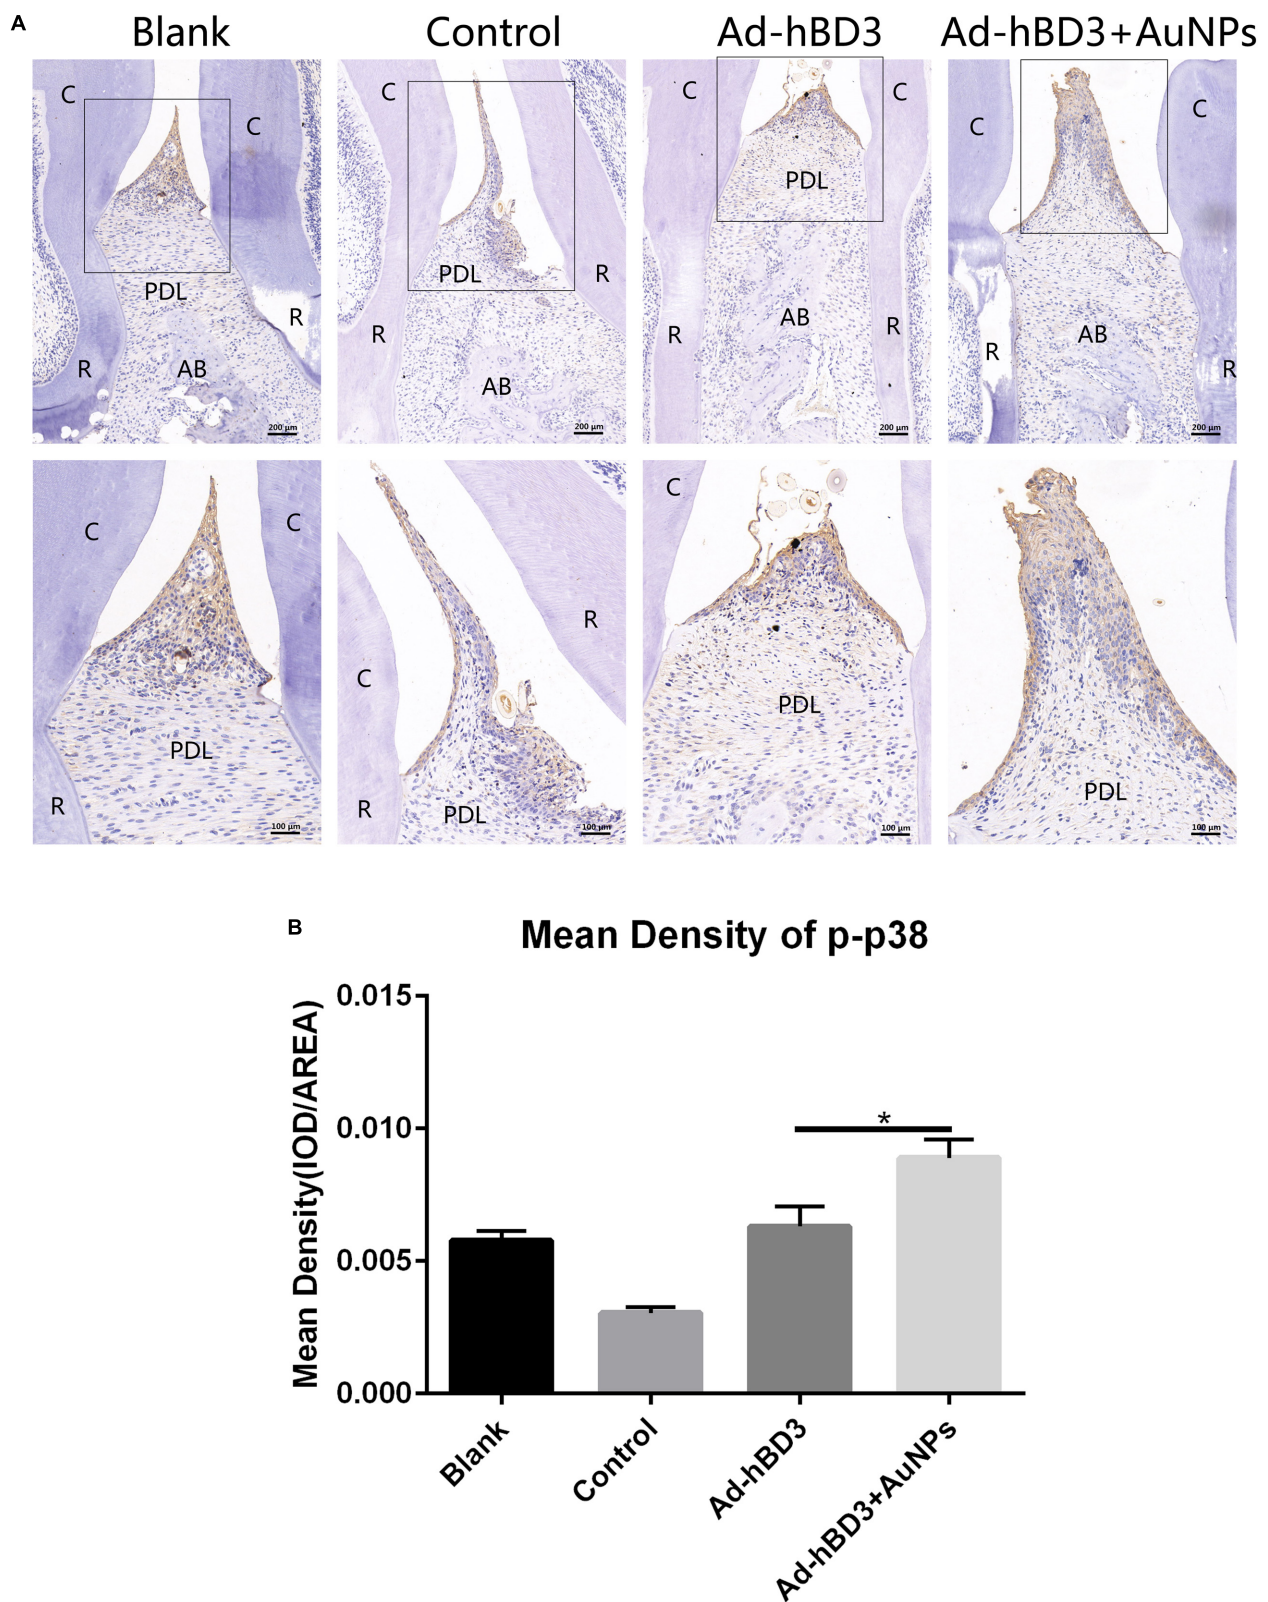 A
Blank Control Ad-hBD3 Ad-hBD3+AuNPs
C C PDL R R AB 200 μm
C PDL R R AB 200 μm
C C PDL R R AB 200 μm
C C R AB R 200 μm
C C PDL R 100 μm
R C PDL R 100 μm
C PDL 100 μm
PDL 100 μm
B
Mean Density of p-p38
Mean Density(IOD/AREA)
0.015
0.010
0.005
0.000
*
Blank
Control
Ad-hBD3
Ad-hBD3+AuNPs